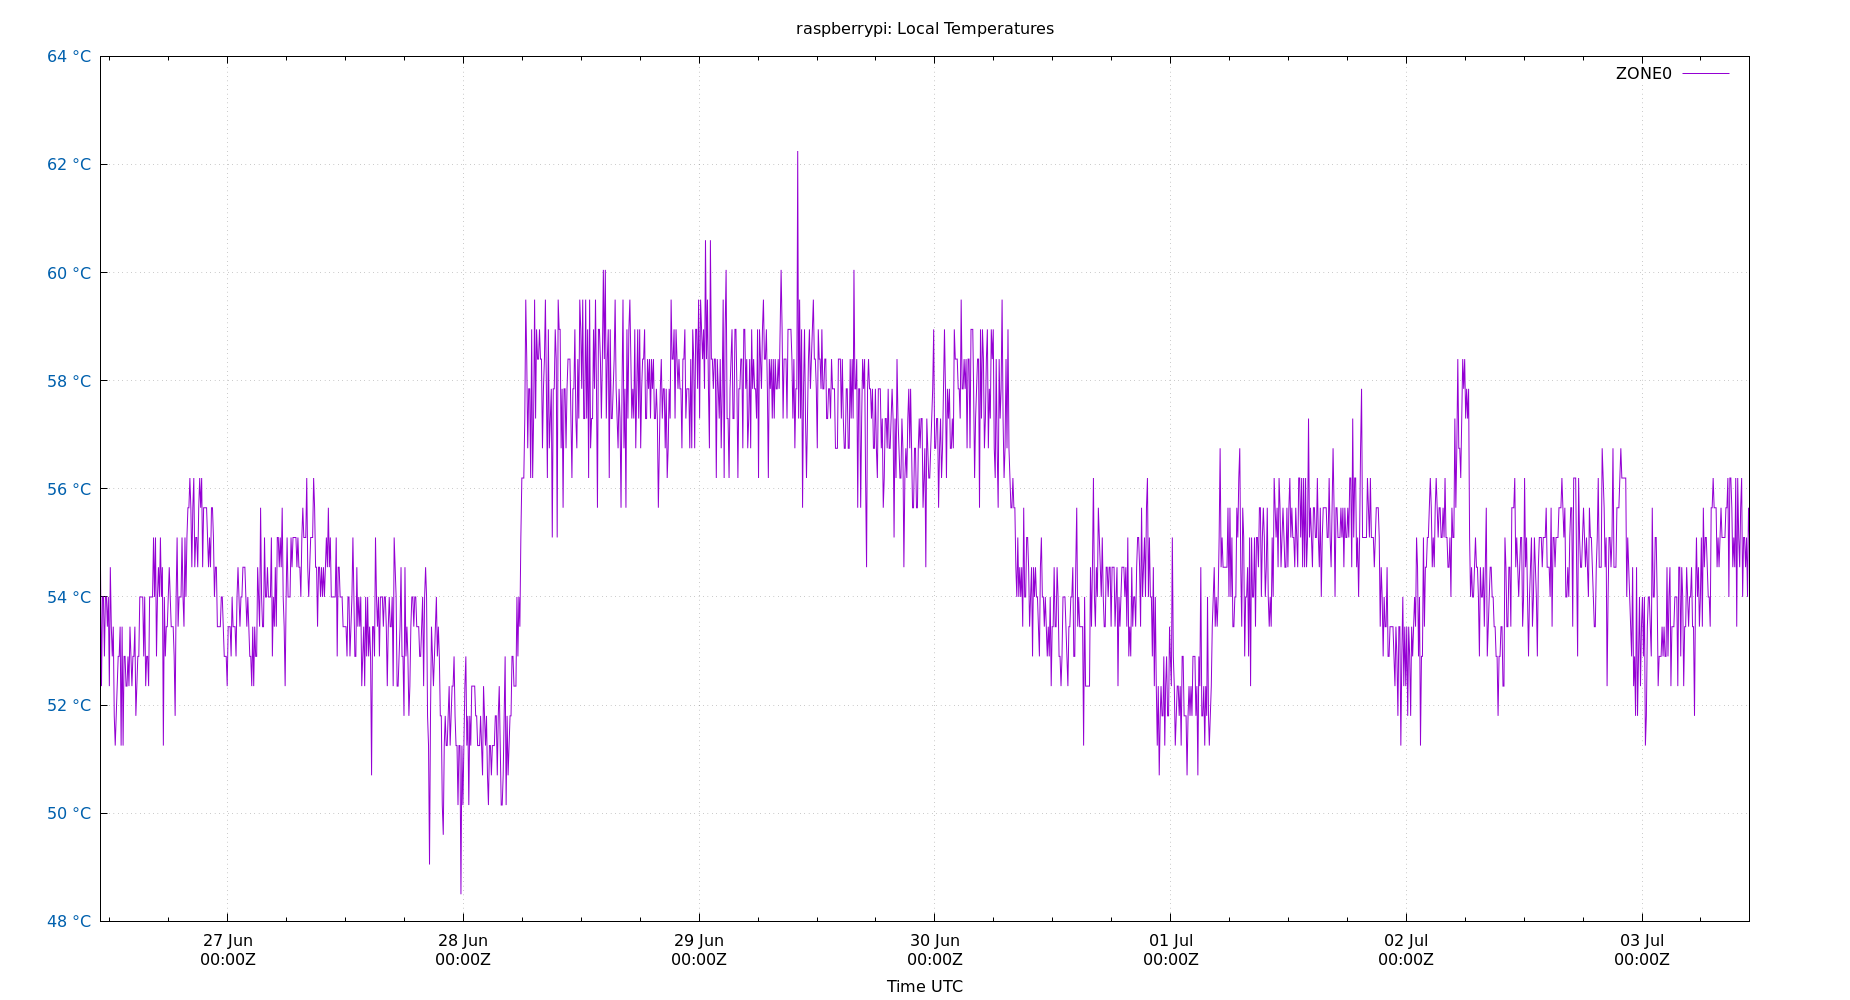 raspberrypi: Local Temperatures
64 °C
ZONE0
62 °C
60 °C
58 °C
56 °C
54 °C
52 °C
50 °C
48 °C
27 Jun 28 Jun 29 Jun 30 Jun 01 Jul 02 Jul 03 Jul
00:00Z 00:00Z 00:00Z 00:00Z 00:00Z 00:00Z 00:00Z
Time UTC